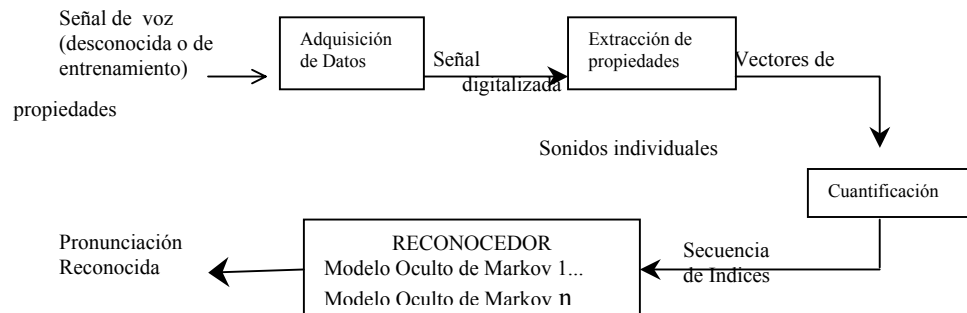 Señal de voz
(desconocida o de
entrenamiento)
Adquisición
de Datos
Señal
digitalizada
Extracción de
propiedades
Vectores de
propiedades
Sonidos individuales
Cuantificación
Secuencia
de Indices
RECONOCEDOR
Modelo Oculto de Markov 1...
Modelo Oculto de Markov n
Pronunciación
Reconocida